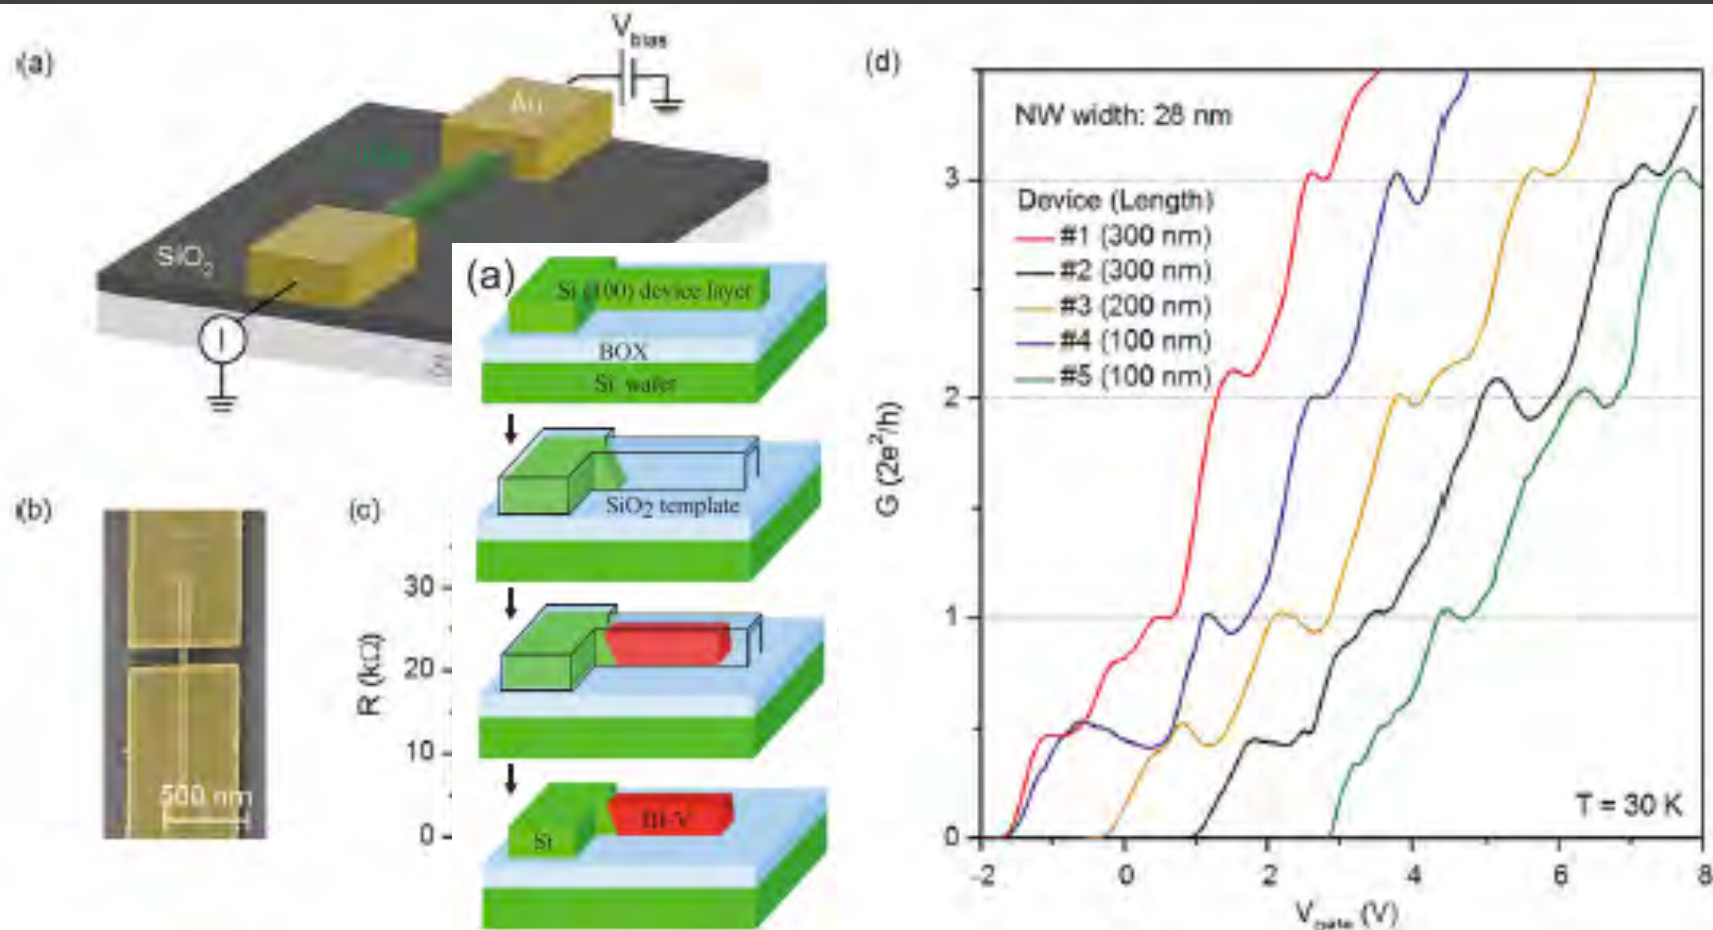 (a)
V bias
Au
SiO2
I
(b)
500 nm
(c)
R (kΩ)
30
20
10
0
(a)
Si (100) device layer
BOX
Si wafer
SiO2 template
III-V
Si
(d)
NW width: 28 nm
Device (Length)
#1 (300 nm)
#2 (300 nm)
#3 (200 nm)
#4 (100 nm)
#5 (100 nm)
T = 30 K
G (2e²/h)
3
2
1
0
-2 0 2 4 6 8
V gate (V)